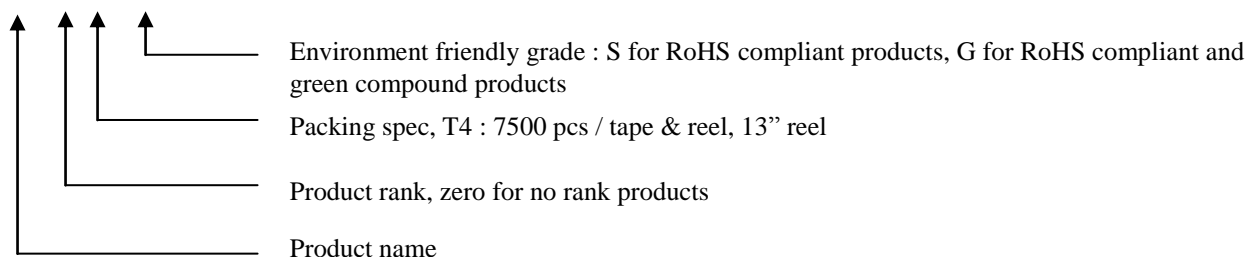 Environment friendly grade : S for RoHS compliant products, G for RoHS compliant and
green compound products
Packing spec, T4 : 7500 pcs / tape & reel, 13” reel
Product rank, zero for no rank products
Product name